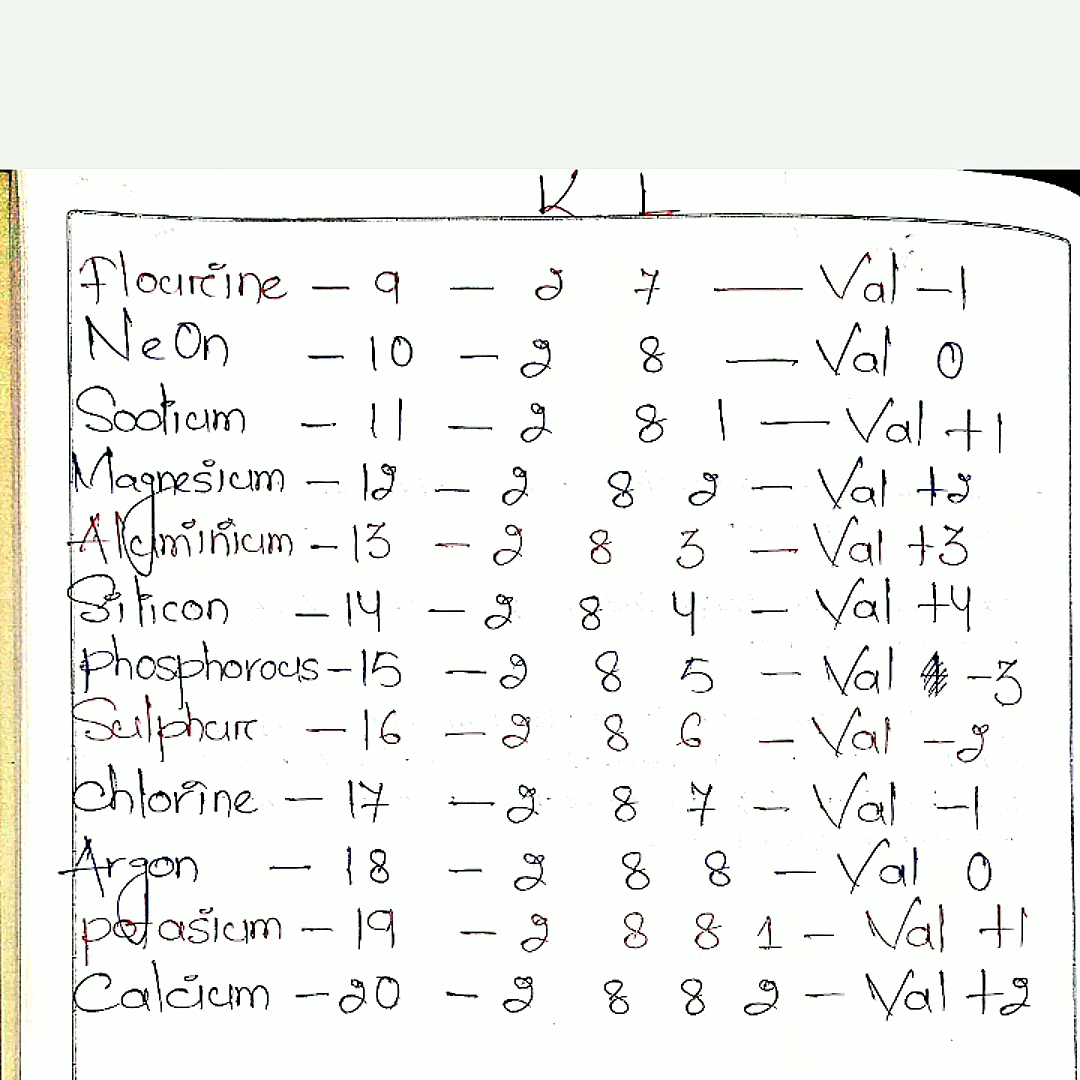 K L
Flourine – 9 – 2 7 — Val -1
NeOn – 10 – 2 8 — Val 0
Sodium – 11 – 2 8 1 — Val +1
Magnesium – 12 – 2 8 2 – Val +2
Aluminium – 13 – 2 8 3 – Val +3
Silicon – 14 – 2 8 4 – Val +4
phosphorous – 15 – 2 8 5 – Val -3
Sulphur – 16 – 2 8 6 – Val -2
Chlorine – 17 – 2 8 7 – Val -1
Argon – 18 – 2 8 8 – Val 0
potasium – 19 – 2 8 8 1 – Val +1
Calcium – 20 – 2 8 8 2 – Val +2